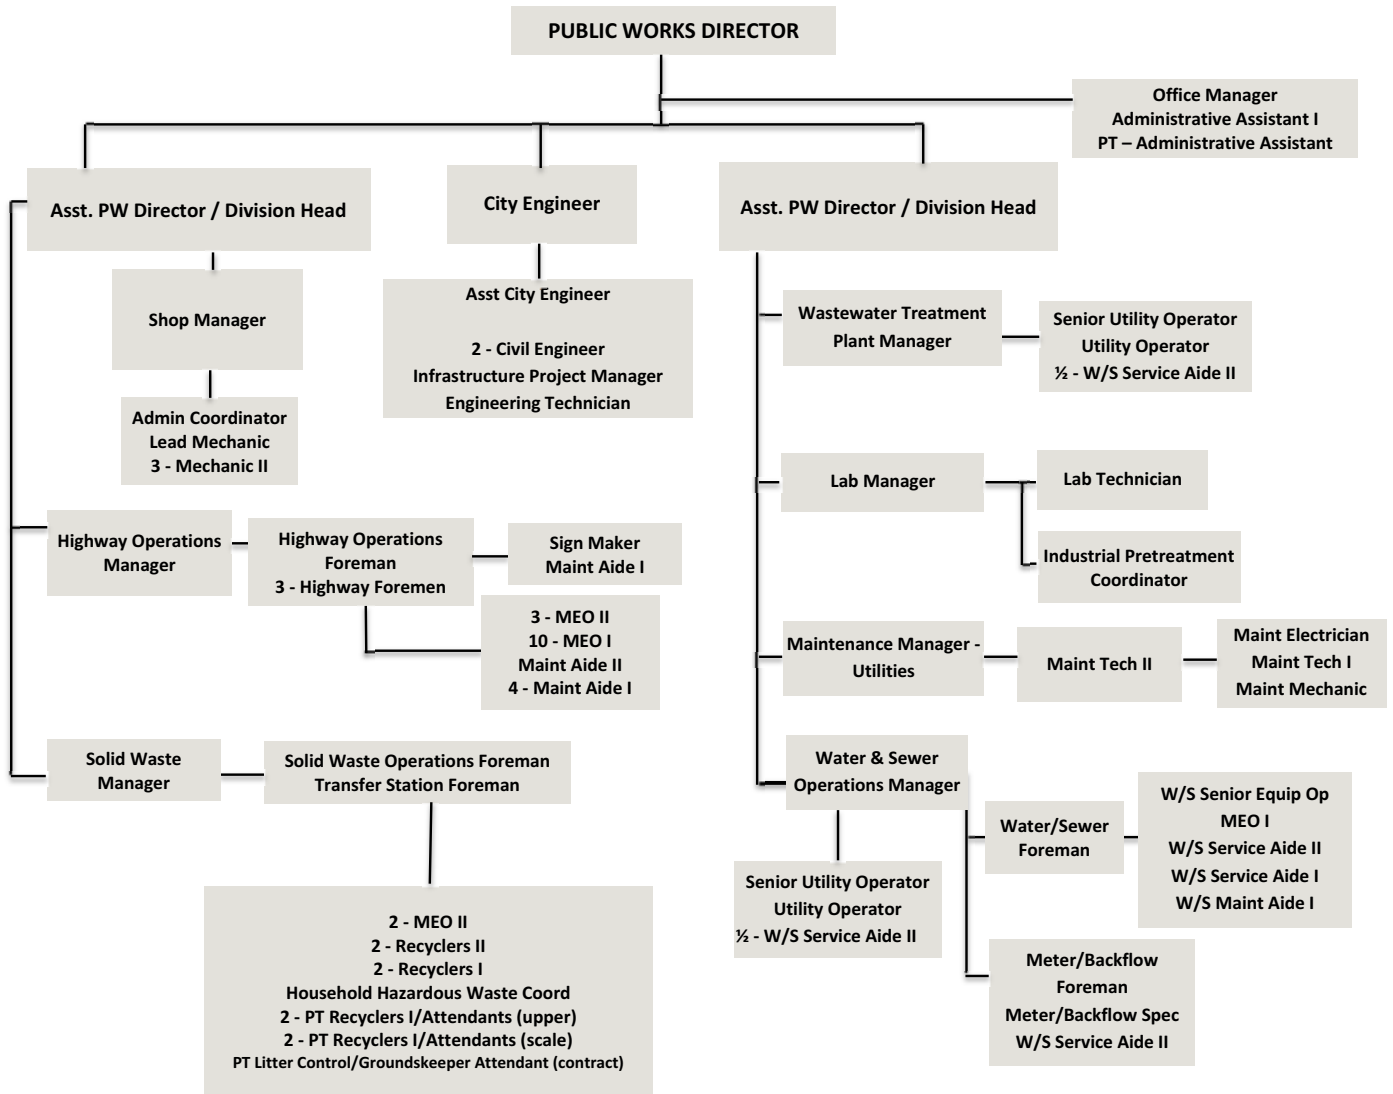 PUBLIC WORKS DIRECTOR
Office Manager
Administrative Assistant I
PT – Administrative Assistant
Asst. PW Director / Division Head
City Engineer
Asst. PW Director / Division Head
Shop Manager
Asst City Engineer
2 - Civil Engineer
Infrastructure Project Manager
Engineering Technician
Admin Coordinator
Lead Mechanic
3 - Mechanic II
Wastewater Treatment
Plant Manager
Senior Utility Operator
Utility Operator
½ - W/S Service Aide II
Lab Manager
Lab Technician
Industrial Pretreatment
Coordinator
Highway Operations
Manager
Highway Operations
Foreman
3 - Highway Foremen
Sign Maker
Maint Aide I
3 - MEO II
10 - MEO I
Maint Aide II
4 - Maint Aide I
Maintenance Manager -
Utilities
Maint Tech II
Maint Electrician
Maint Tech I
Maint Mechanic
Solid Waste
Manager
Solid Waste Operations Foreman
Transfer Station Foreman
2 - MEO II
2 - Recyclers II
2 - Recyclers I
Household Hazardous Waste Coord
2 - PT Recyclers I/Attendants (upper)
2 - PT Recyclers I/Attendants (scale)
PT Litter Control/Groundskeeper Attendant (contract)
Water & Sewer
Operations Manager
Senior Utility Operator
Utility Operator
½ - W/S Service Aide II
Water/Sewer
Foreman
W/S Senior Equip Op
MEO I
W/S Service Aide II
W/S Service Aide I
W/S Maint Aide I
Meter/Backflow
Foreman
Meter/Backflow Spec
W/S Service Aide II